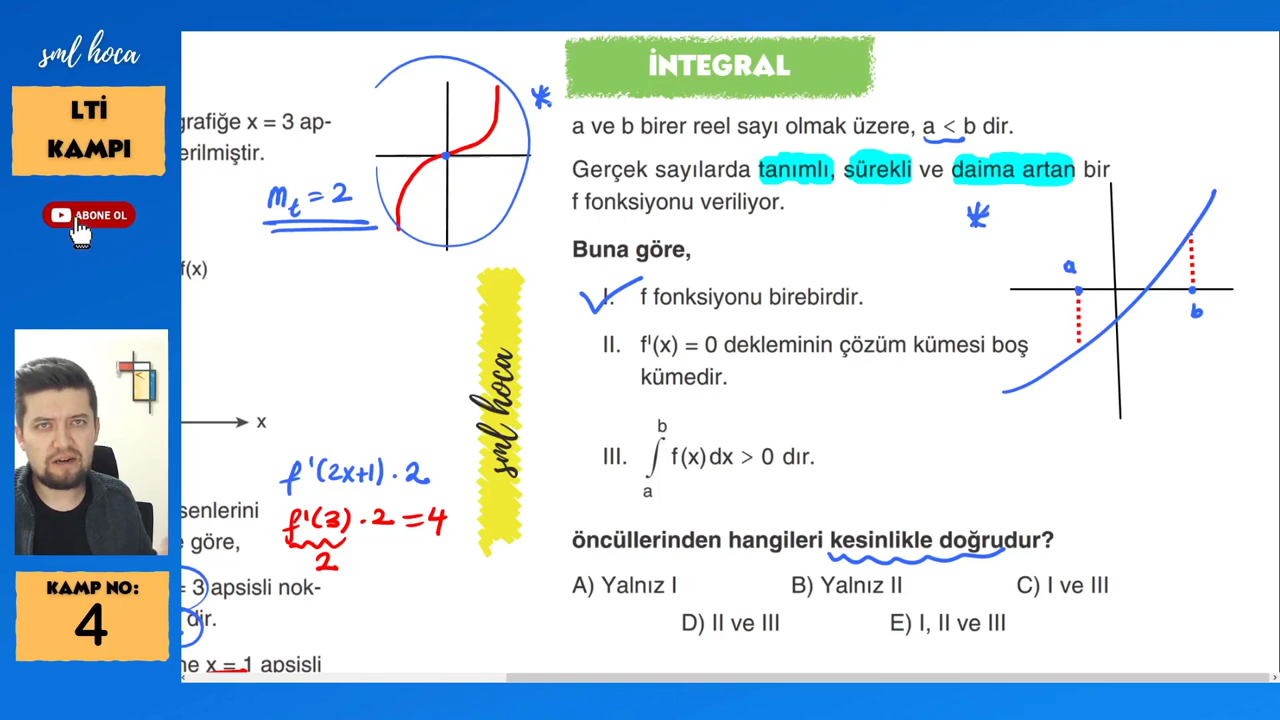 sml hoca
LTİ
KAMPI
ABONE OL
KAMP NO:
4
grafiğe x = 3 ap-
erilmiştir.
m_t = 2
f(x)
x
f'(2x+1) . 2
f'(3) . 2 = 4
2
senlerini
göre,
= 3 apsisli nok-
dir.
ne x = 1 apsisli
sml hoca
İNTEGRAL
a ve b birer reel sayı olmak üzere, a < b dir.
Gerçek sayılarda tanımlı, sürekli ve daima artan bir
f fonksiyonu veriliyor.
Buna göre,
I. f fonksiyonu birebirdir.
II. f'(x) = 0 dekleminin çözüm kümesi boş
kümedir.
III. ∫_a^b f(x) dx > 0 dır.
öncüllerinden hangileri kesinlikle doğrudur?
A) Yalnız I B) Yalnız II C) I ve III
D) II ve III E) I, II ve III
a
b